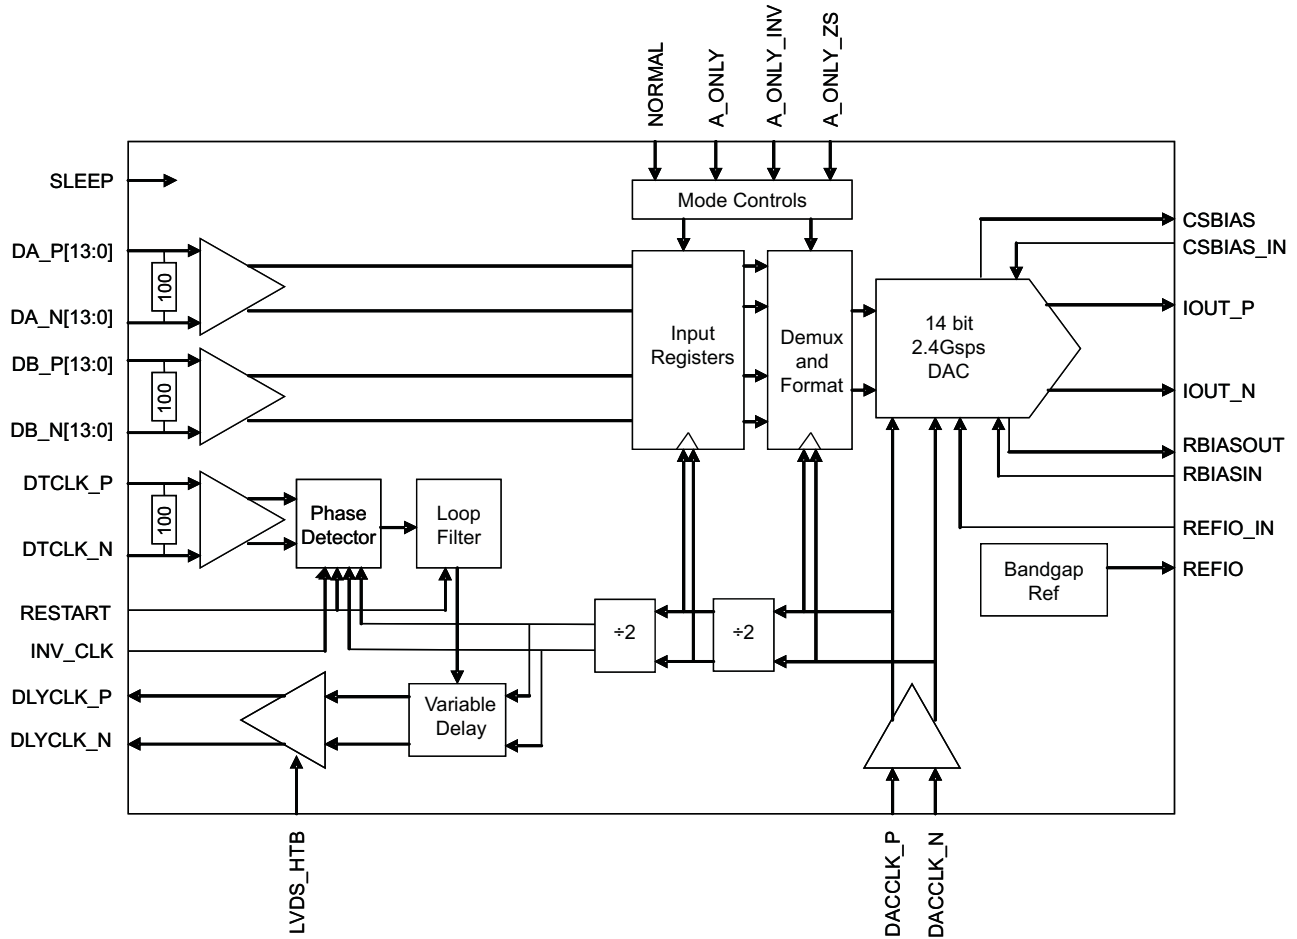 NORMAL
A_ONLY
A_ONLY_INV
A_ONLY_ZS
SLEEP
Mode Controls
DA_P[13:0]
100
DA_N[13:0]
DB_P[13:0]
100
DB_N[13:0]
Input
Registers
Demux
and
Format
14 bit
2.4Gsps
DAC
CSBIAS
CSBIAS_IN
IOUT_P
IOUT_N
RBIASOUT
RBIASIN
REFIO_IN
REFIO
Bandgap
Ref
DTCLK_P
100
DTCLK_N
Phase
Detector
Loop
Filter
RESTART
INV_CLK
÷2
÷2
DLYCLK_P
DLYCLK_N
Variable
Delay
LVDS_HTB
DACCLK_P
DACCLK_N